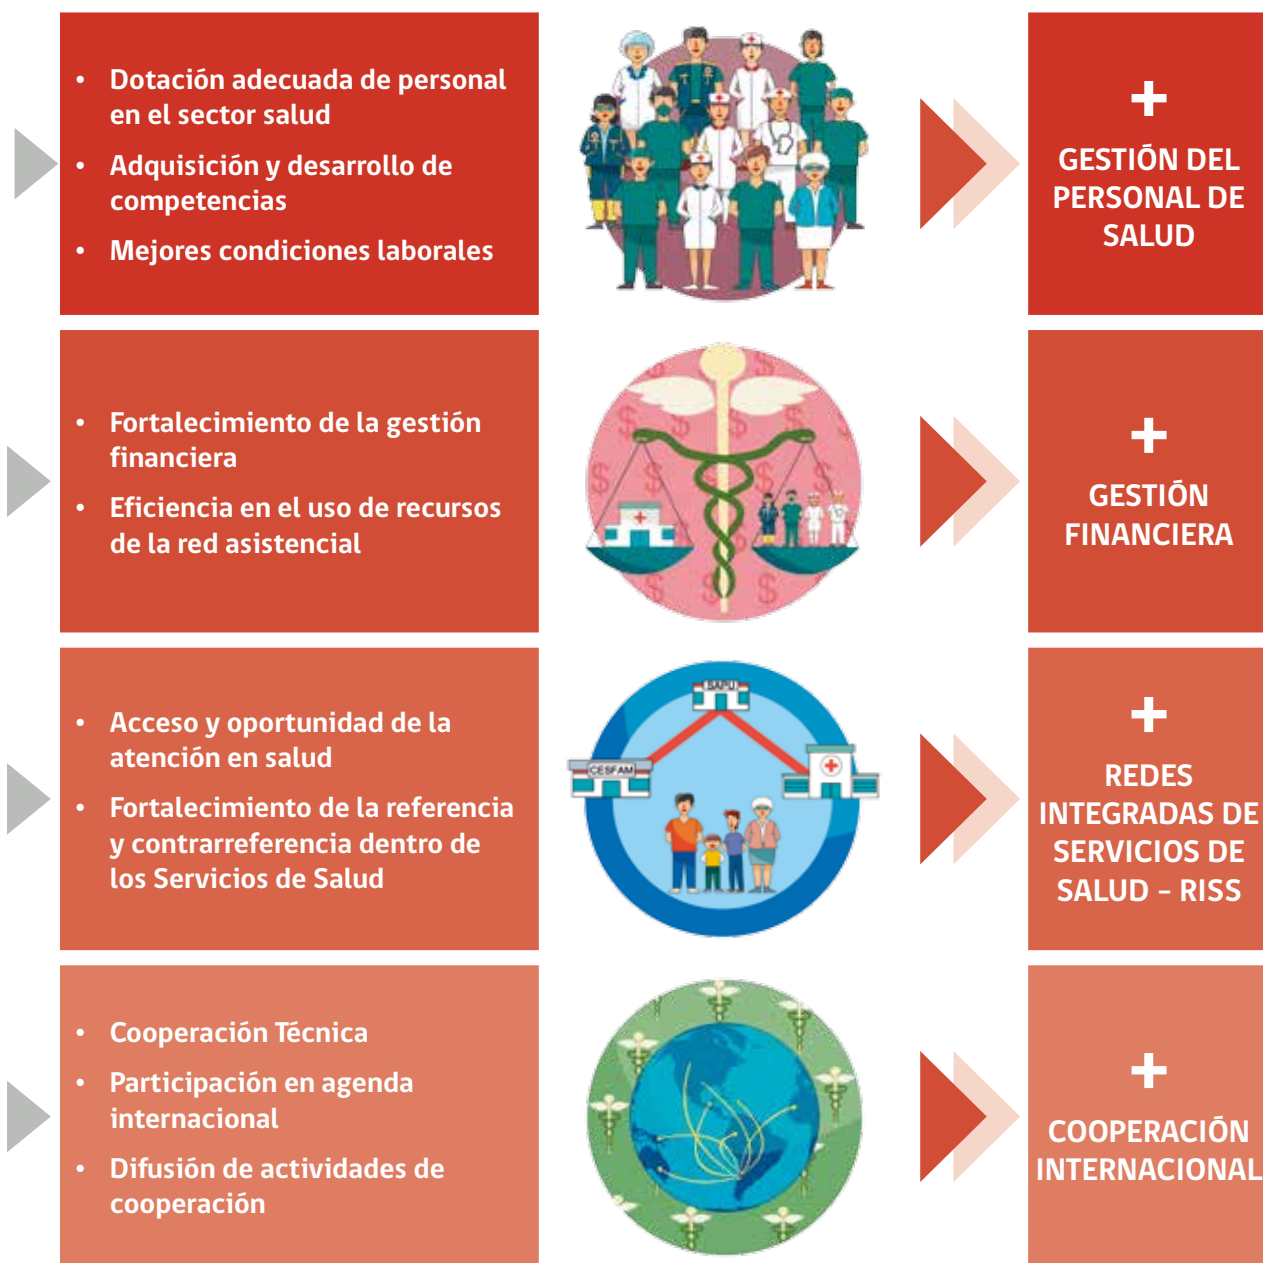 • Dotación adecuada de personal
en el sector salud
• Adquisición y desarrollo de
competencias
• Mejores condiciones laborales
+
GESTIÓN DEL
PERSONAL DE
SALUD
• Fortalecimiento de la gestión
financiera
• Eficiencia en el uso de recursos
de la red asistencial
+
GESTIÓN
FINANCIERA
• Acceso y oportunidad de la
atención en salud
• Fortalecimiento de la referencia
y contrarreferencia dentro de
los Servicios de Salud
SAPU
CESFAM
+
REDES
INTEGRADAS DE
SERVICIOS DE
SALUD – RISS
• Cooperación Técnica
• Participación en agenda
internacional
• Difusión de actividades de
cooperación
+
COOPERACIÓN
INTERNACIONAL